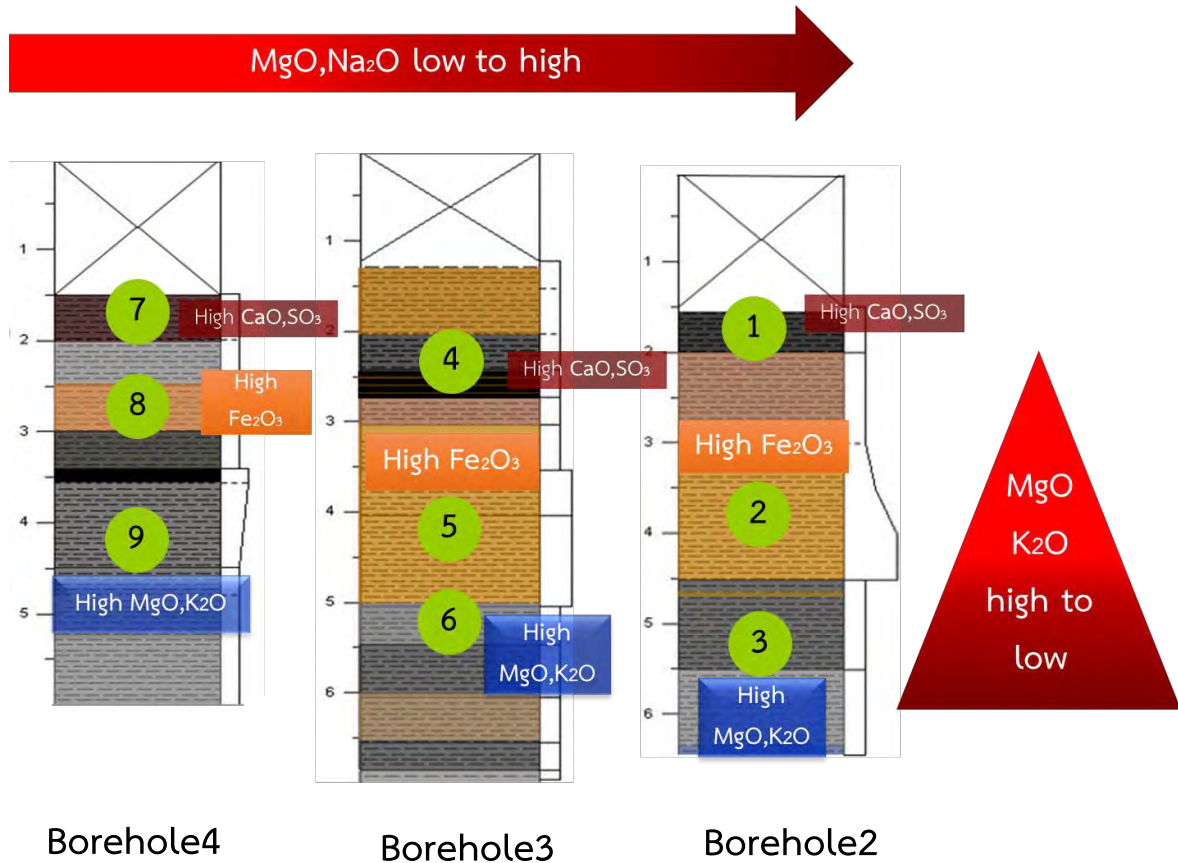 MgO,Na₂O low to high
1
2
3
4
5
7
High CaO,SO₃
8
High
Fe₂O₃
9
High MgO,K₂O
1
2
3
4
5
6
4
High CaO,SO₃
High Fe₂O₃
5
6
High
MgO,K₂O
1
2
3
4
5
6
1
High CaO,SO₃
High Fe₂O₃
2
3
High
MgO,K₂O
MgO
K₂O
high to
low
Borehole4
Borehole3
Borehole2